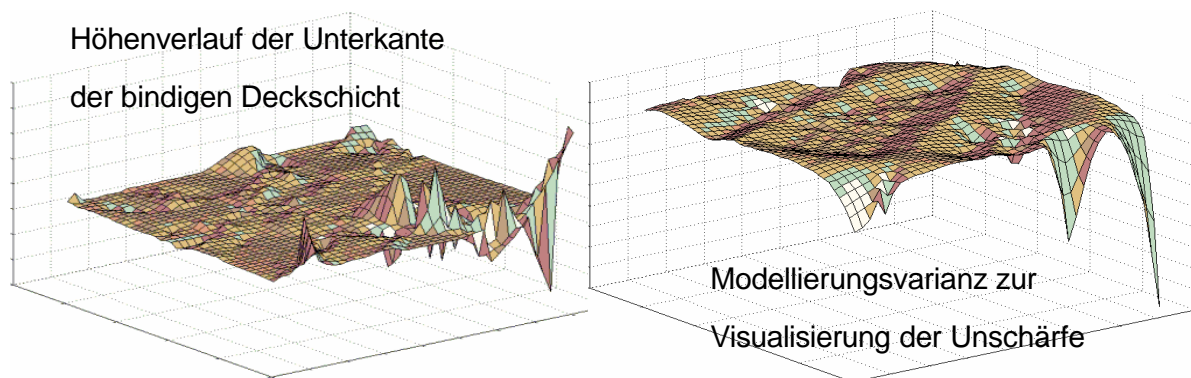 Höhenverlauf der Unterkante
der bindigen Deckschicht
Modellierungsvarianz zur
Visualisierung der Unschärfe